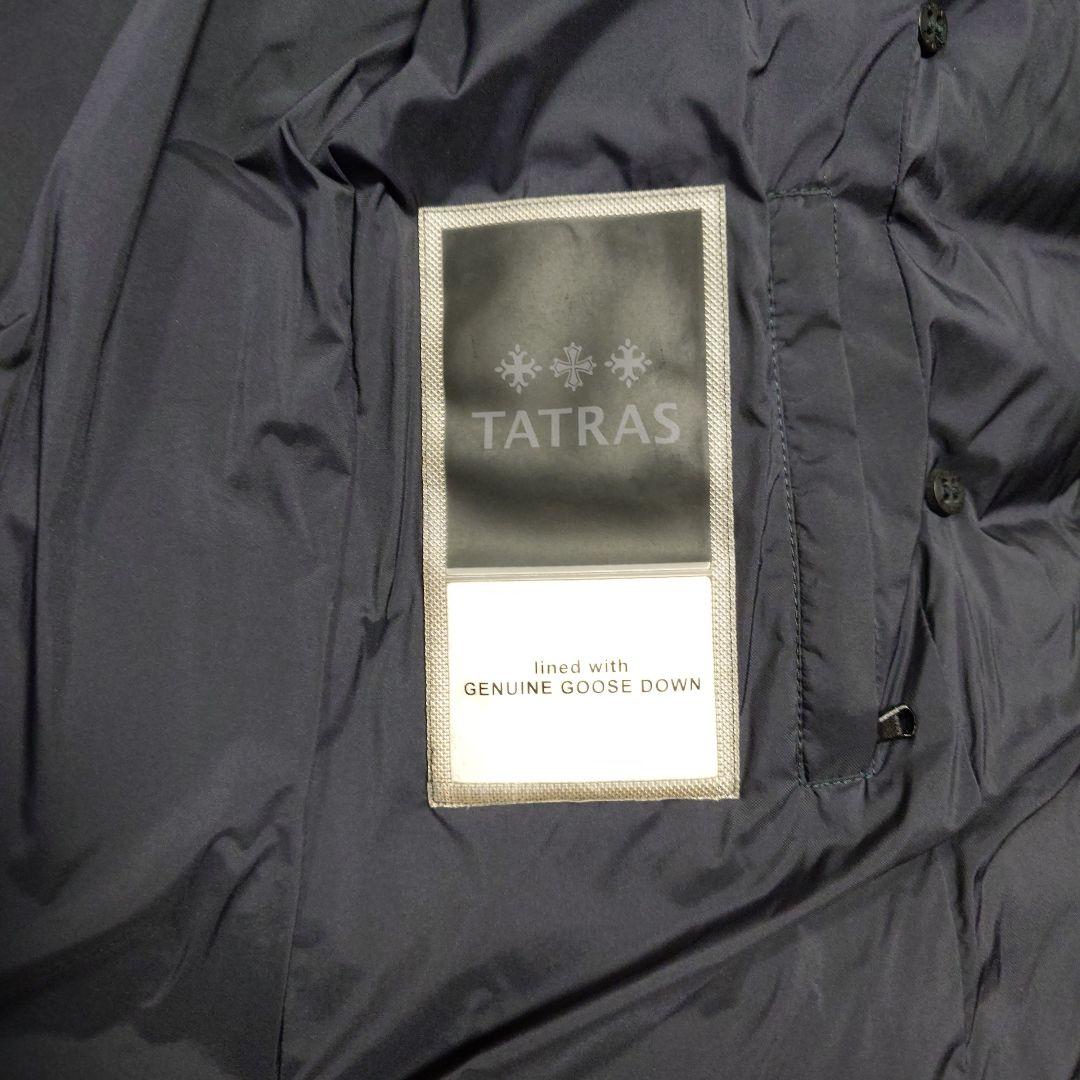 TATRAS
lined with
GENUINE GOOSE DOWN